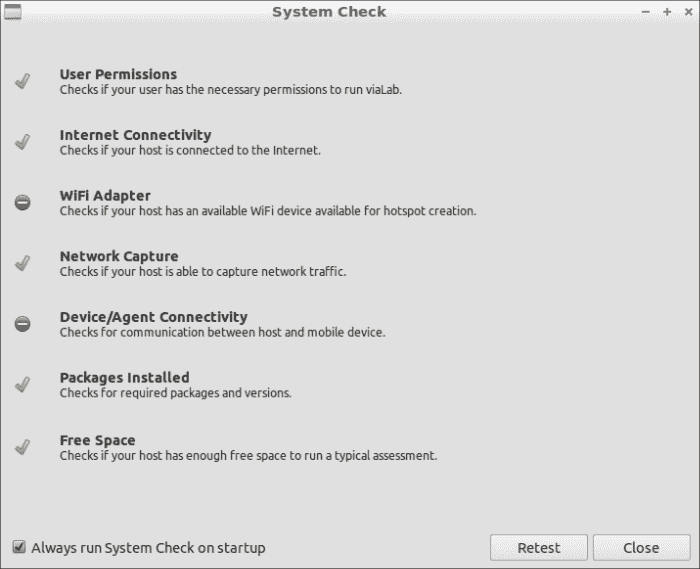 System Check
User Permissions
Checks if your user has the necessary permissions to run viaLab.
Internet Connectivity
Checks if your host is connected to the Internet.
WiFi Adapter
Checks if your host has an available WiFi device available for hotspot creation.
Network Capture
Checks if your host is able to capture network traffic.
Device/Agent Connectivity
Checks for communication between host and mobile device.
Packages Installed
Checks for required packages and versions.
Free Space
Checks if your host has enough free space to run a typical assessment.
Always run System Check on startup
Retest
Close